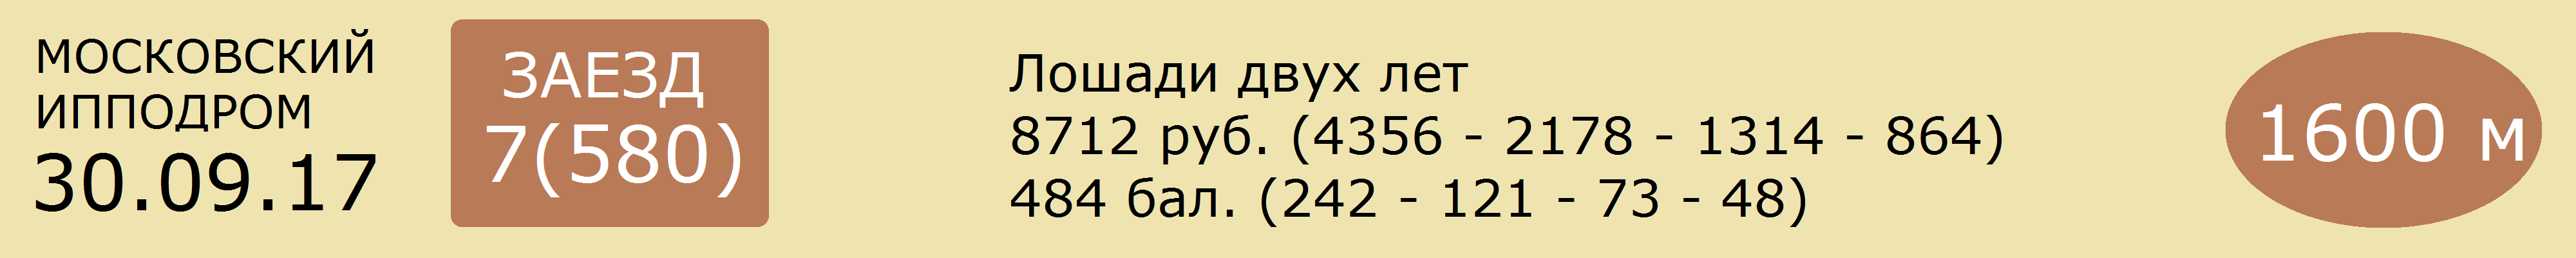 МОСКОВСКИЙ
ИППОДРОМ
30.09.17
ЗАЕЗД
7(580)
Лошади двух лет
8712 руб. (4356 - 2178 - 1314 - 864)
484 бал. (242 - 121 - 73 - 48)
1600 м